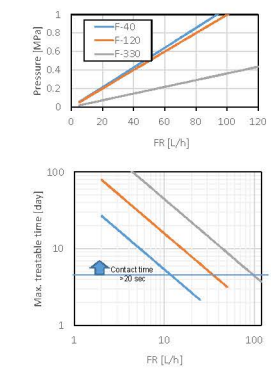 1
0.8
0.6
0.4
0.2
0
Pressure [MPa]
F-40
F-120
F-330
0 20 40 60 80 100 120
FR [L/h]
100
10
1
Max. treatable time [day]
Contact time
>20 sec
1 10 100
FR [L/h]